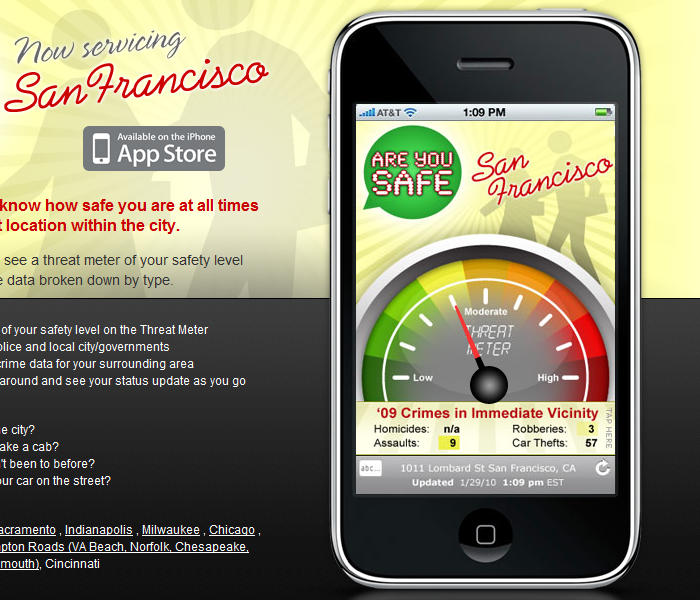 Now servicing
San Francisco
Available on the iPhone
App Store
know how safe you are at all times
t location within the city.
see a threat meter of your safety level
e data broken down by type.
of your safety level on the Threat Meter
olice and local city/governments
crime data for your surrounding area
around and see your status update as you go
e city?
ake a cab?
n't been to before?
our car on the street?
acramento , Indianapolis , Milwaukee , Chicago ,
pton Roads (VA Beach, Norfolk, Chesapeake,
mouth), Cincinnati
AT&T
1:09 PM
ARE YOU
SAFE
San
Francisco
Moderate
THREAT
METER
Low
High
'09 Crimes in Immediate Vicinity
Homicides: n/a Robberies: 3
Assaults: 9 Car Thefts: 57
TAP HERE
abc...
1011 Lombard St San Francisco, CA
Updated 1/29/10 1:09 pm EST